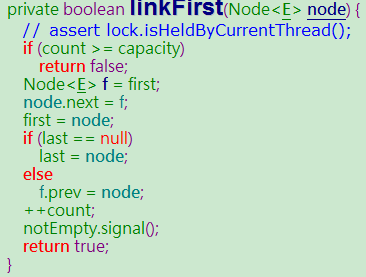 private boolean linkFirst(Node<E> node) {
    // assert lock.isHeldByCurrentThread();
    if (count >= capacity)
        return false;
    Node<E> f = first;
    node.next = f;
    first = node;
    if (last == null)
        last = node;
    else
        f.prev = node;
    ++count;
    notEmpty.signal();
    return true;
}